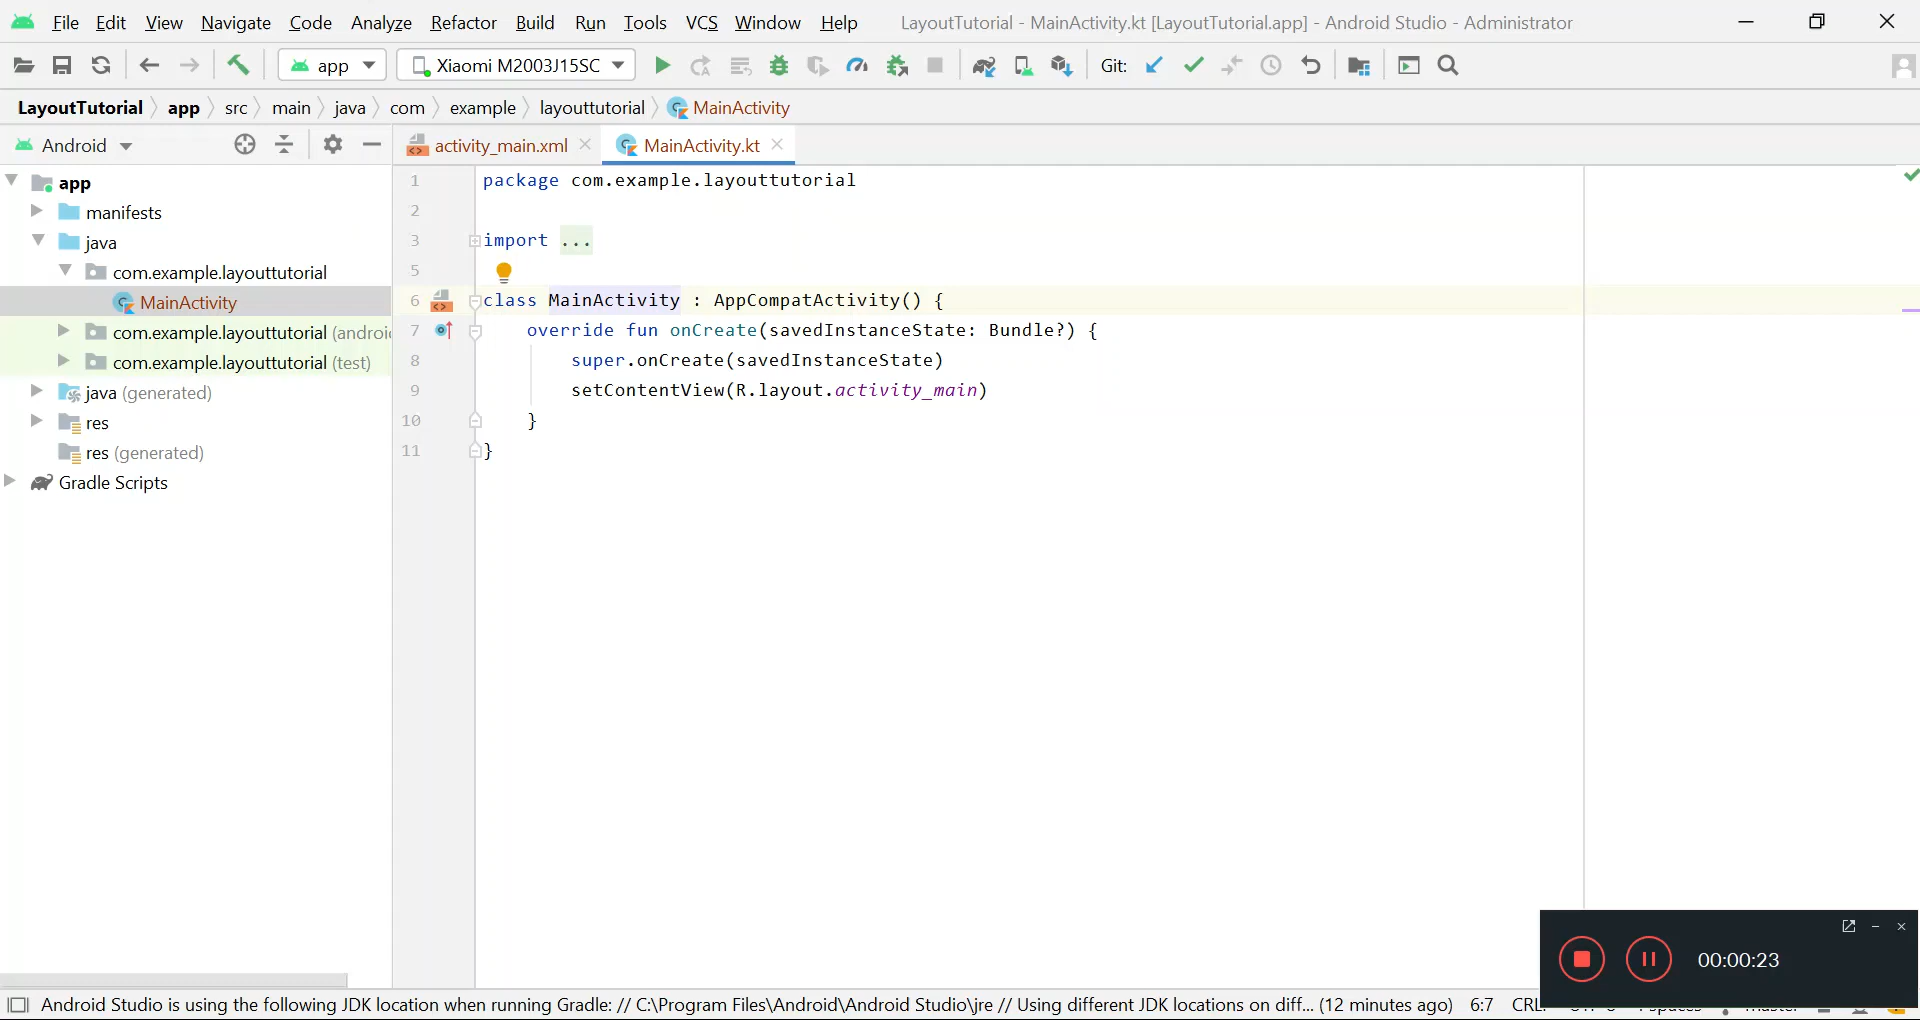 File Edit View Navigate Code Analyze Refactor Build Run Tools VCS Window Help LayoutTutorial - MainActivity.kt [LayoutTutorial.app] - Android Studio - Administrator
app Xiaomi M2003J15SC Git:
LayoutTutorial app src main java com example layouttutorial MainActivity
Android activity_main.xml MainActivity.kt
app
manifests
java
com.example.layouttutorial
MainActivity
com.example.layouttutorial
com.example.layouttutorial (test)
java (generated)
res
res (generated)
Gradle Scripts
1 package com.example.layouttutorial
2
3 import ...
5
6 class MainActivity : AppCompatActivity() {
7 override fun onCreate(savedInstanceState: Bundle?) {
8 super.onCreate(savedInstanceState)
9 setContentView(R.layout.activity_main)
10 }
11 }
00:00:23
Android Studio is using the following JDK location when running Gradle: // C:\Program Files\Android\Android Studio\jre // Using different JDK locations on diff... (12 minutes ago) 6:7